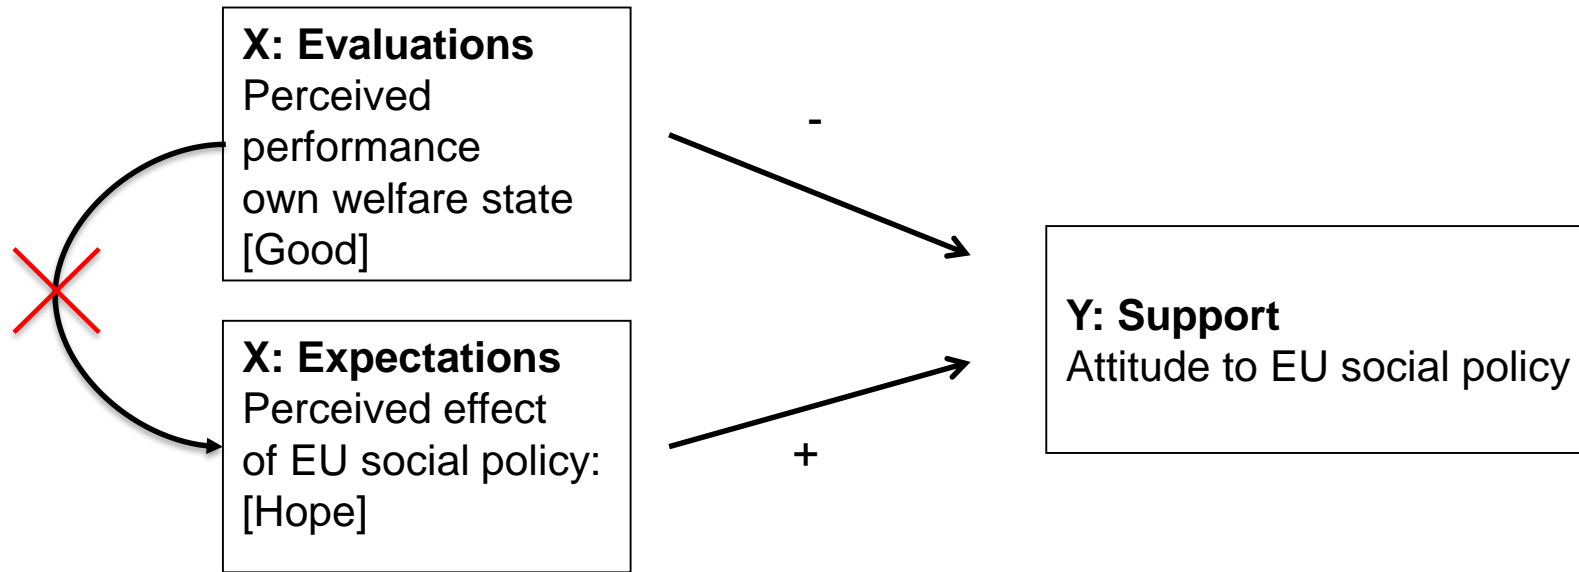 X: Evaluations
Perceived
performance
own welfare state
[Good]
-
X: Expectations
Perceived effect
of EU social policy:
[Hope]
+
Y: Support
Attitude to EU social policy